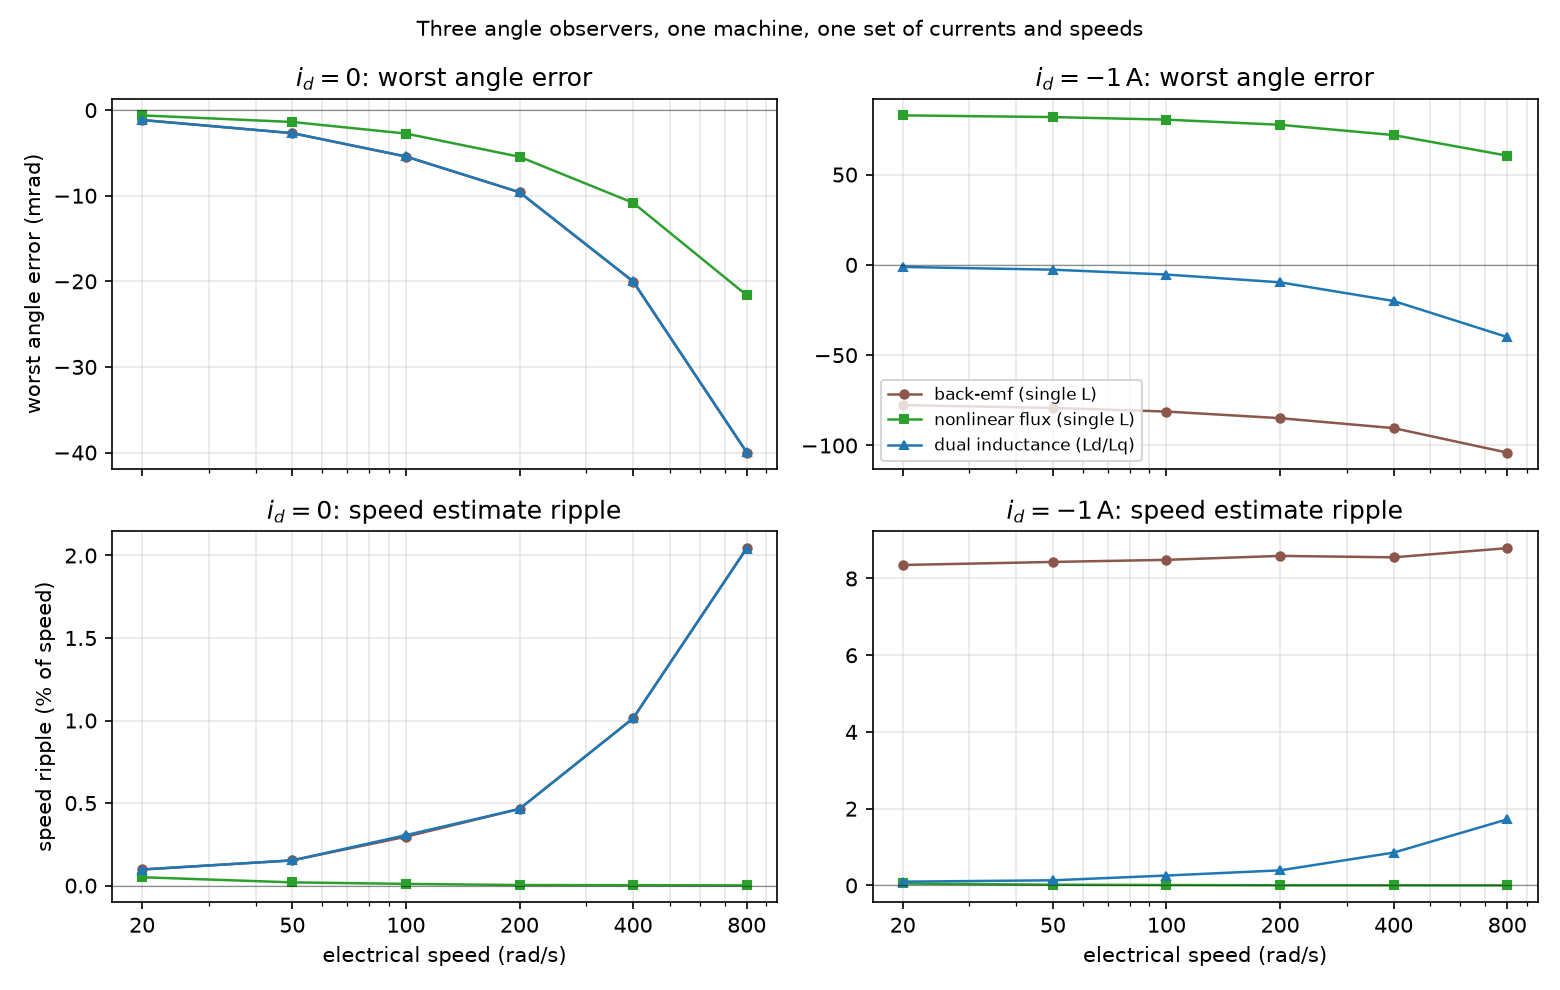 Three angle observers, one machine, one set of currents and speeds
i_d = 0: worst angle error
worst angle error (mrad)
0
−10
−20
−30
−40
i_d = −1 A: worst angle error
50
0
−50
−100
back-emf (single L)
nonlinear flux (single L)
dual inductance (Ld/Lq)
i_d = 0: speed estimate ripple
speed ripple (% of speed)
2.0
1.5
1.0
0.5
0.0
20 50 100 200 400 800
electrical speed (rad/s)
i_d = −1 A: speed estimate ripple
8
6
4
2
0
20 50 100 200 400 800
electrical speed (rad/s)